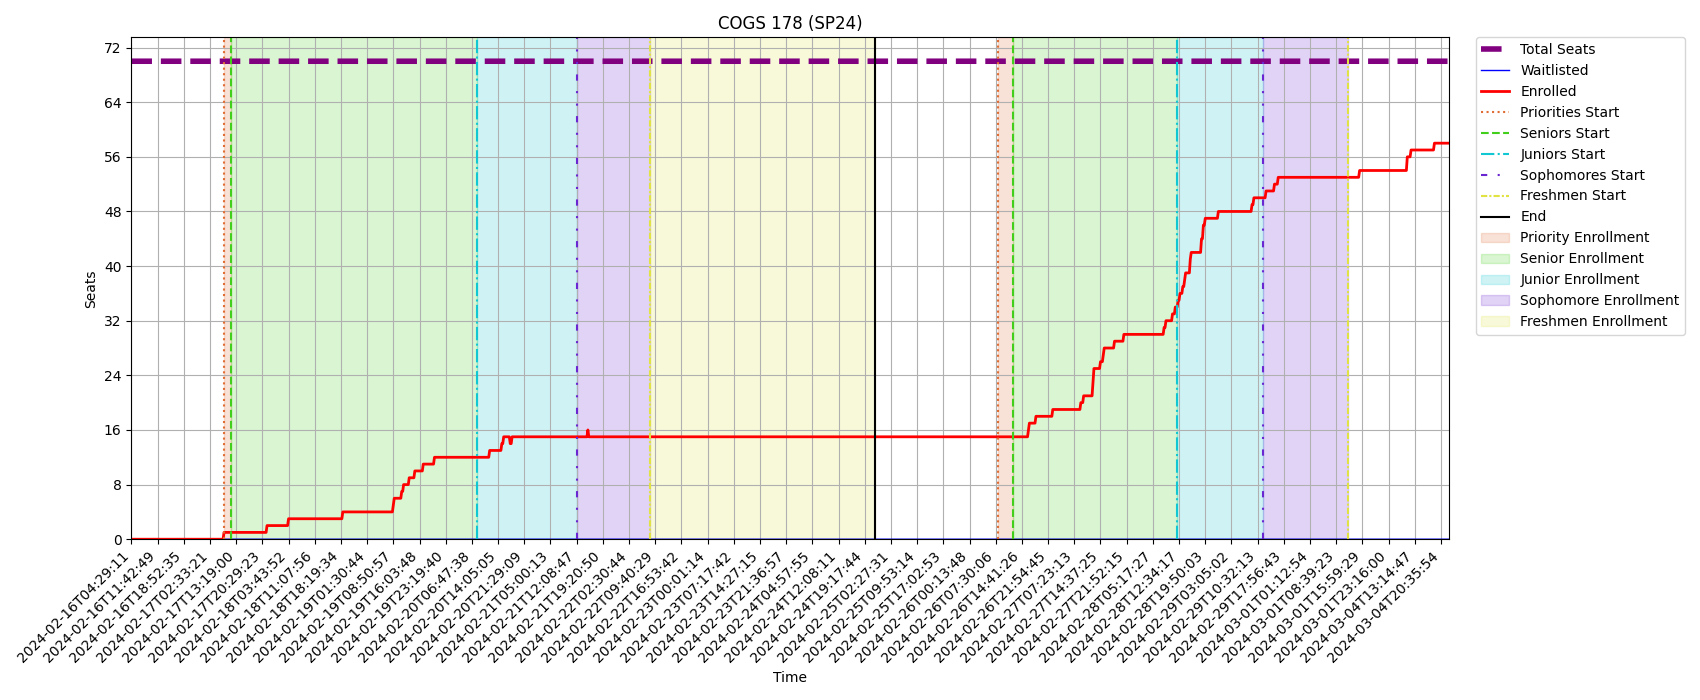 COGS 178 (SP24)
72
64
56
48
40
32
24
16
8
0
Seats
2024-02-16T04:29:11
2024-02-16T11:42:49
2024-02-16T18:52:35
2024-02-17T02:33:21
2024-02-17T13:19:00
2024-02-17T20:29:23
2024-02-18T03:43:52
2024-02-18T11:07:56
2024-02-18T18:19:34
2024-02-19T01:30:44
2024-02-19T08:50:57
2024-02-19T16:03:48
2024-02-19T23:19:40
2024-02-20T06:47:38
2024-02-20T14:05:03
2024-02-20T21:29:09
2024-02-21T05:00:13
2024-02-21T12:08:47
2024-02-21T19:20:50
2024-02-22T02:30:44
2024-02-22T09:40:29
2024-02-22T16:53:42
2024-02-23T00:01:14
2024-02-23T07:17:42
2024-02-23T14:27:15
2024-02-23T21:36:57
2024-02-24T04:57:55
2024-02-24T12:08:11
2024-02-24T19:17:44
2024-02-25T02:27:31
2024-02-25T09:53:14
2024-02-25T17:02:53
2024-02-26T00:13:48
2024-02-26T07:30:06
2024-02-26T14:41:26
2024-02-26T21:54:45
2024-02-27T07:23:13
2024-02-27T14:37:25
2024-02-27T21:52:15
2024-02-28T05:17:27
2024-02-28T12:34:17
2024-02-28T19:50:03
2024-02-29T03:05:02
2024-02-29T10:32:13
2024-02-29T17:56:43
2024-03-01T01:12:54
2024-03-01T08:39:23
2024-03-01T15:59:29
2024-03-01T23:16:00
2024-03-04T13:14:47
2024-03-04T20:35:54
Time
Total Seats
Waitlisted
Enrolled
Priorities Start
Seniors Start
Juniors Start
Sophomores Start
Freshmen Start
End
Priority Enrollment
Senior Enrollment
Junior Enrollment
Sophomore Enrollment
Freshmen Enrollment